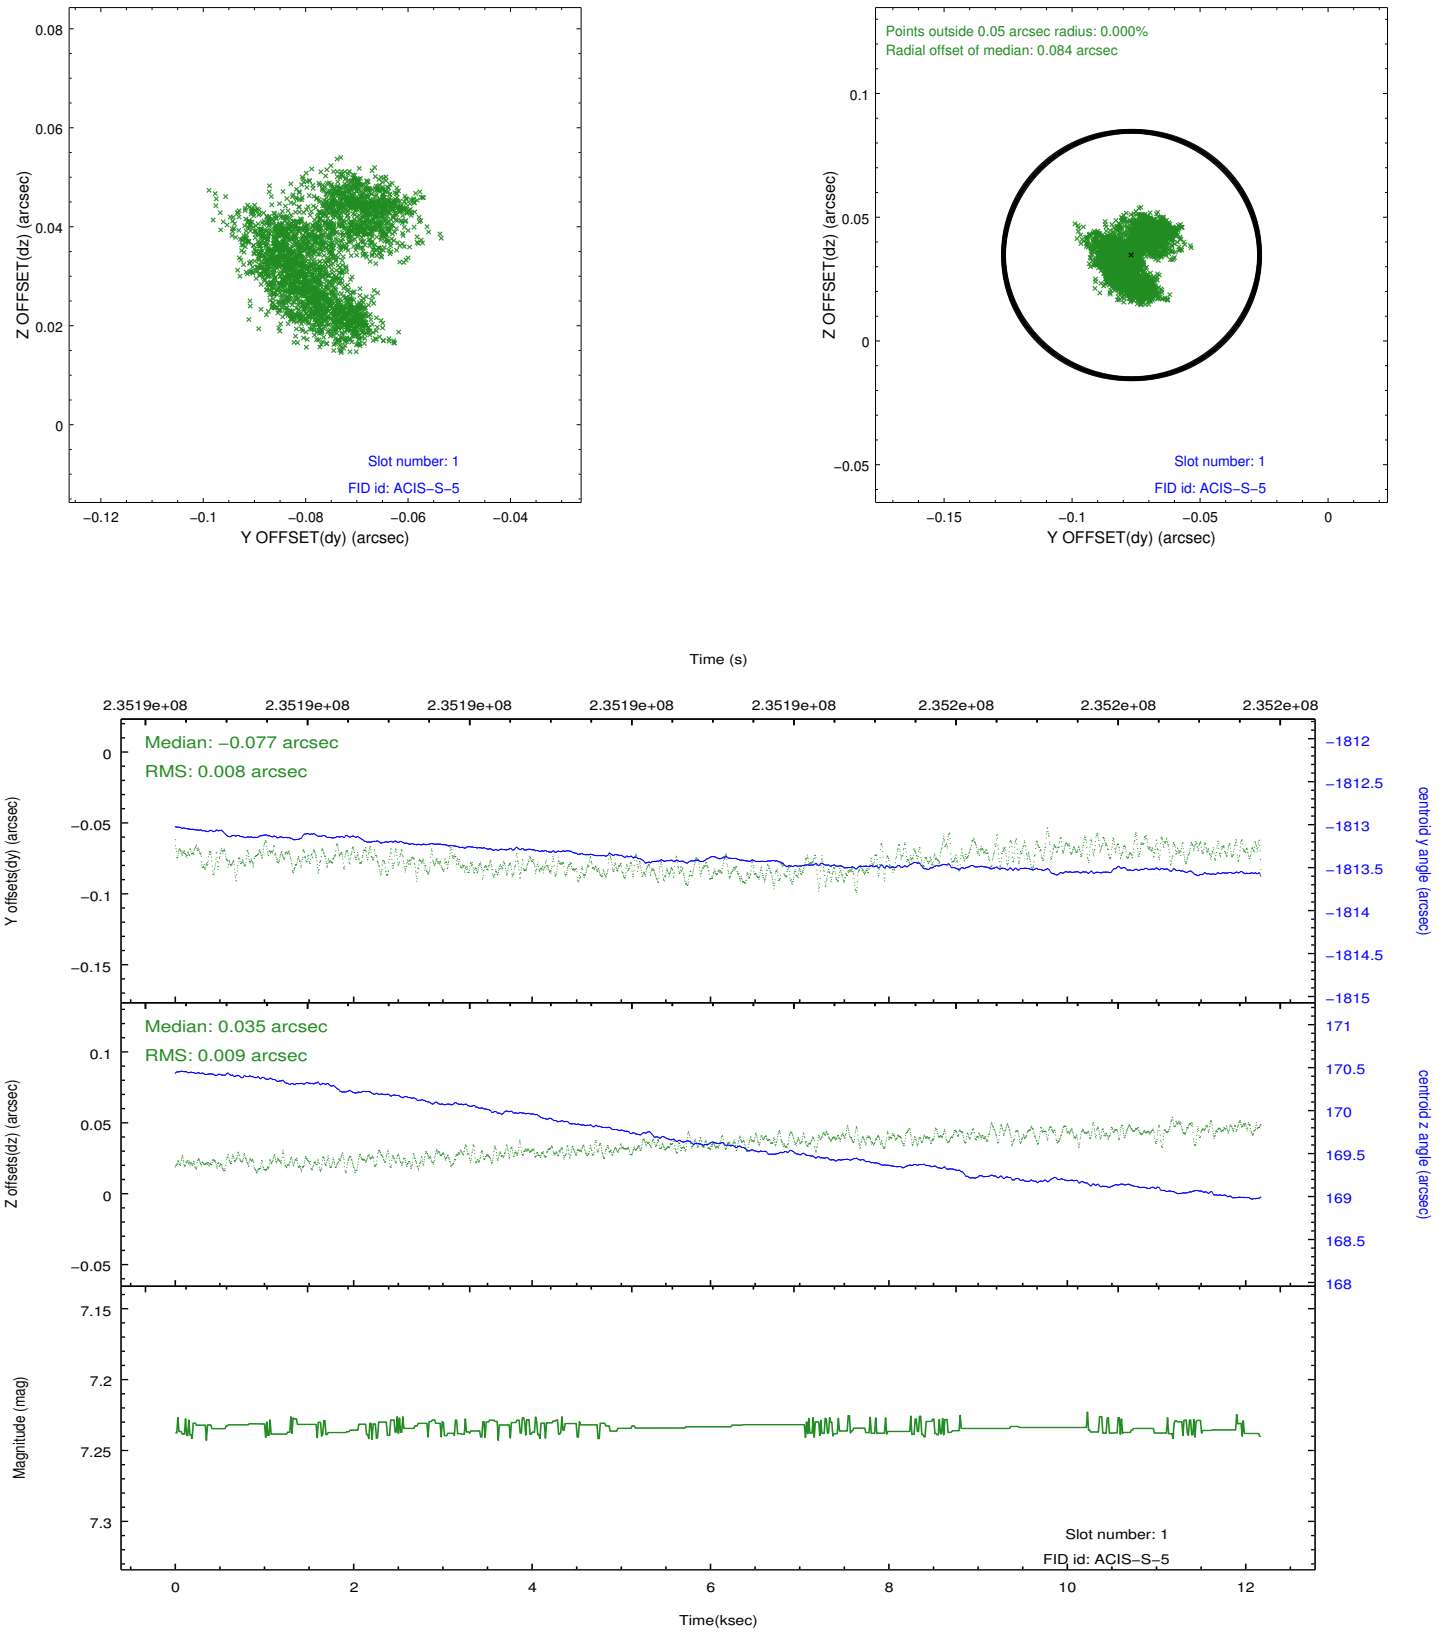 0.08
0.06
0.04
0.02
0
Z OFFSET(dz) (arcsec)
Slot number: 1
FID id: ACIS−S−5
−0.12 −0.1 −0.08 −0.06 −0.04
Y OFFSET(dy) (arcsec)
Points outside 0.05 arcsec radius: 0.000%
Radial offset of median: 0.084 arcsec
0.1
0.05
0
−0.05
Z OFFSET(dz) (arcsec)
Slot number: 1
FID id: ACIS−S−5
−0.15 −0.1 −0.05 0
Y OFFSET(dy) (arcsec)
Time (s)
2.3519e+08 2.3519e+08 2.3519e+08 2.3519e+08 2.3519e+08 2.352e+08 2.352e+08 2.352e+08
Median: −0.077 arcsec
RMS: 0.008 arcsec
0
−0.05
−0.1
−0.15
Y offsets(dy) (arcsec)
−1812
−1812.5
−1813
−1813.5
−1814
−1814.5
−1815
centroid y angle (arcsec)
Median: 0.035 arcsec
RMS: 0.009 arcsec
0.1
0.05
0
−0.05
Z offsets(dz) (arcsec)
171
170.5
170
169.5
169
168.5
168
centroid z angle (arcsec)
7.15
7.2
7.25
7.3
Magnitude (mag)
Slot number: 1
FID id: ACIS−S−5
0 2 4 6 8 10 12
Time(ksec)